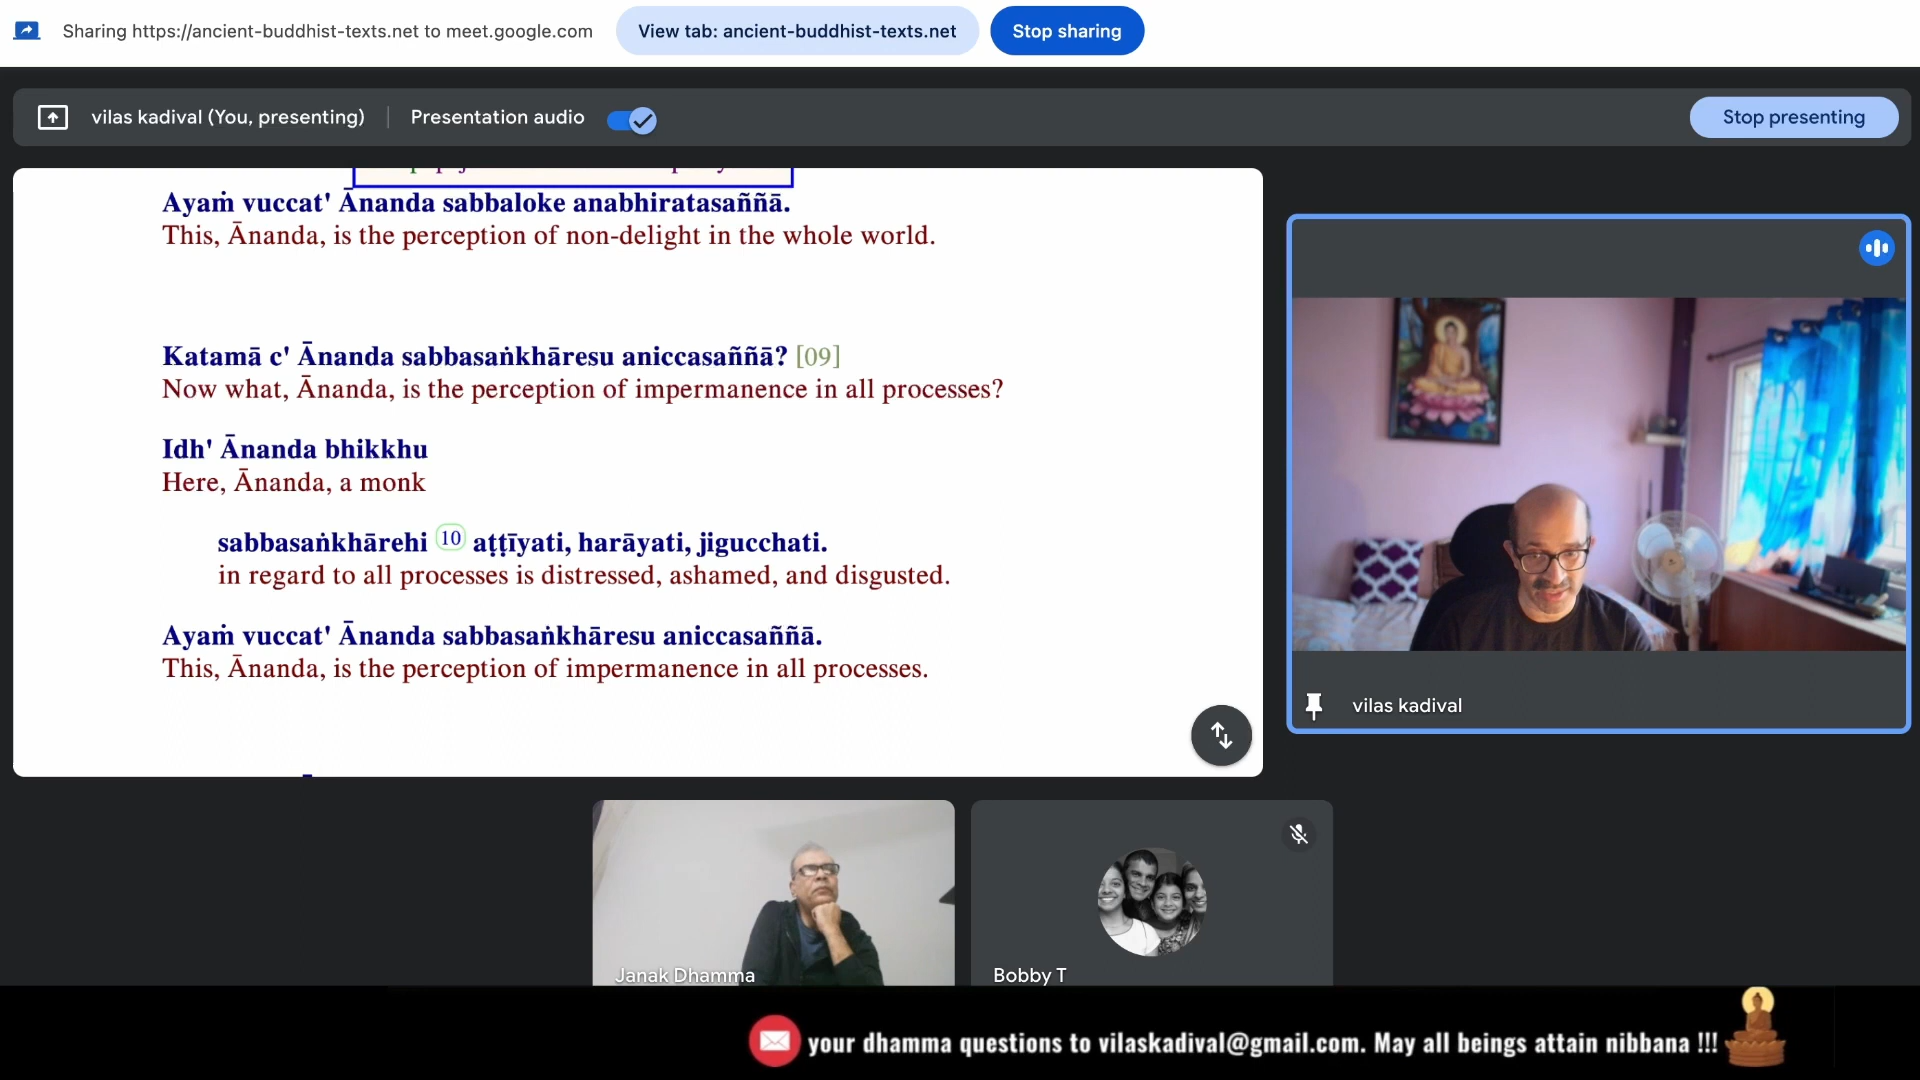 Sharing https://ancient-buddhist-texts.net to meet.google.com
View tab: ancient-buddhist-texts.net
Stop sharing
vilas kadival (You, presenting)
Presentation audio
Stop presenting
Ayaṁ vuccat' Ānanda sabbaloke anabhiratasaññā.
This, Ānanda, is the perception of non-delight in the whole world.
Katamā c' Ānanda sabbasaṅkhāresu aniccasaññā? [09]
Now what, Ānanda, is the perception of impermanence in all processes?
Idh' Ānanda bhikkhu
Here, Ānanda, a monk
sabbasaṅkhārehi 10 aṭṭīyati, harāyati, jigucchati.
in regard to all processes is distressed, ashamed, and disgusted.
Ayaṁ vuccat' Ānanda sabbasaṅkhāresu aniccasaññā.
This, Ānanda, is the perception of impermanence in all processes.
vilas kadival
Janak Dhamma
Bobby T
your dhamma questions to vilaskadival@gmail.com. May all beings attain nibbana !!!